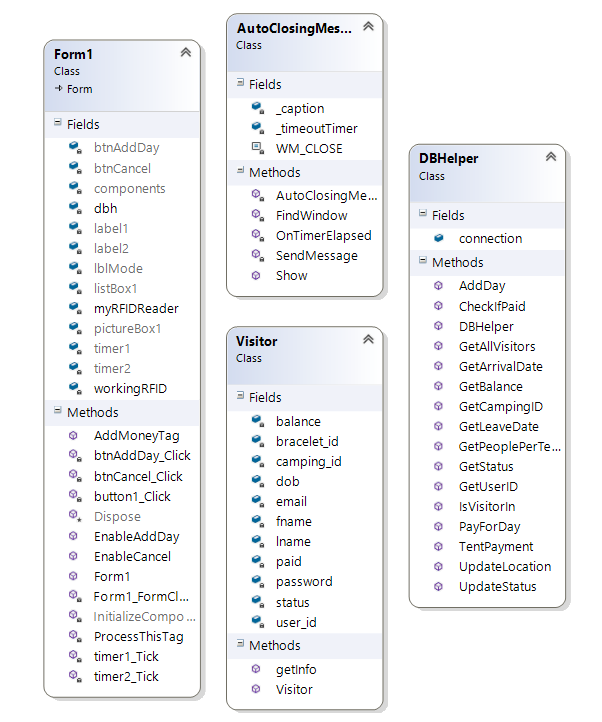 Form1
Class
Form
Fields
btnAddDay
btnCancel
components
dbh
label1
label2
lblMode
listBox1
myRFIDReader
pictureBox1
timer1
timer2
workingRFID
Methods
AddMoneyTag
btnAddDay_Click
btnCancel_Click
button1_Click
Dispose
EnableAddDay
EnableCancel
Form1
Form1_FormCl...
InitializeCompo ...
ProcessThisTag
timer1_Tick
timer2_Tick
AutoClosingMes...
Class
Fields
_caption
_timeoutTimer
WM_CLOSE
Methods
AutoClosingMe...
FindWindow
OnTimerElapsed
SendMessage
Show
Visitor
Class
Fields
balance
bracelet_id
camping_id
dob
email
fname
lname
paid
password
status
user_id
Methods
getInfo
Visitor
DBHelper
Class
Fields
connection
Methods
AddDay
CheckIfPaid
DBHelper
GetAllVisitors
GetArrivalDate
GetBalance
GetCampingID
GetLeaveDate
GetPeoplePerTe...
GetStatus
GetUserID
IsVisitorIn
PayForDay
TentPayment
UpdateLocation
UpdateStatus